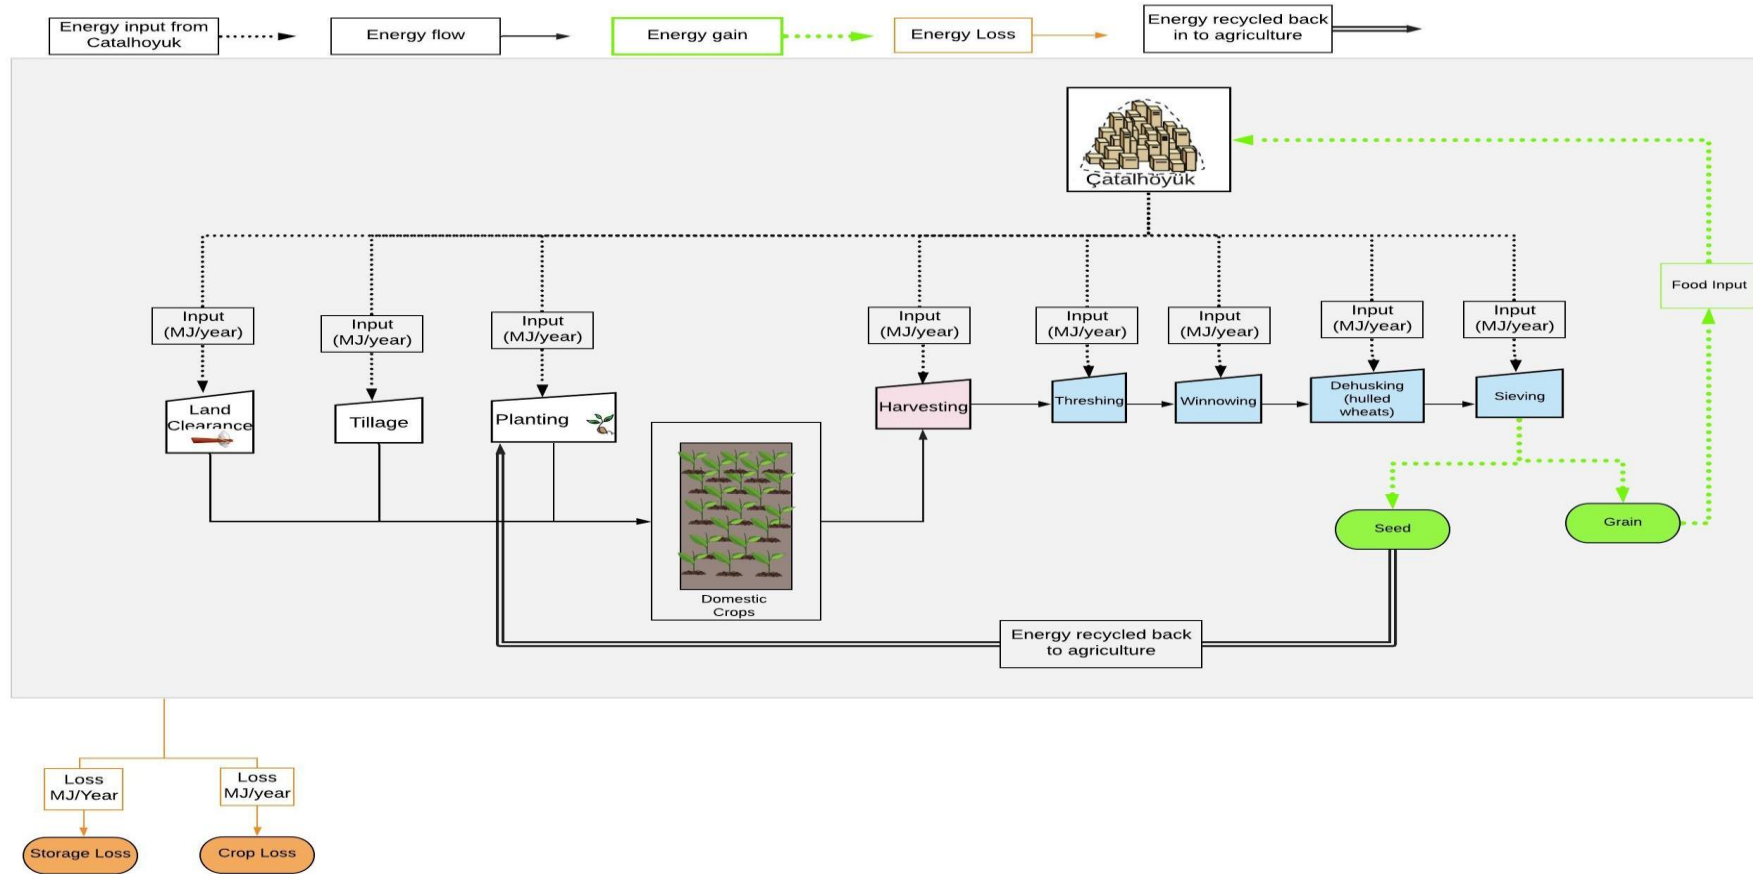 Energy input from
Catalhoyuk
Energy flow
Energy gain
Energy Loss
Energy recycled back
in to agriculture
Çatalhöyük
Food Input
Input
(MJ/year)
Input
(MJ/year)
Input
(MJ/year)
Input
(MJ/year)
Input
(MJ/year)
Input
(MJ/year)
Input
(MJ/year)
Input
(MJ/year)
Land
Clearance
Tillage
Planting
Harvesting
Threshing
Winnowing
Dehusking
(hulled
wheats)
Sieving
Seed
Grain
Domestic
Crops
Energy recycled back
to agriculture
Loss
MJ/Year
Loss
MJ/year
Storage Loss
Crop Loss